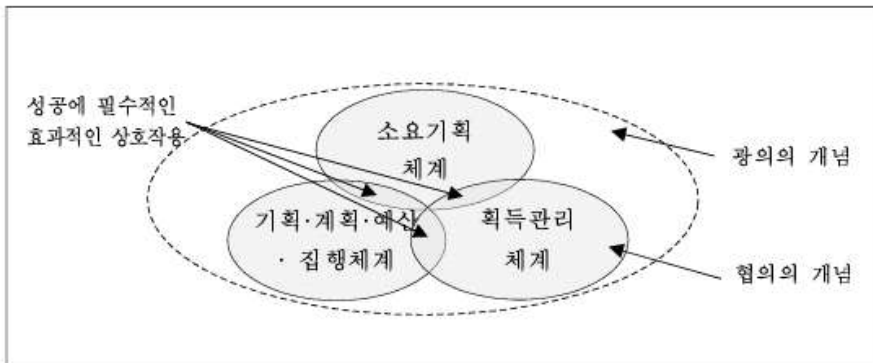 성공에 필수적인
효과적인 상호작용
소요기획
체계
광의의 개념
기획·계획·예산
· 집행체계
획득관리
체계
협의의 개념